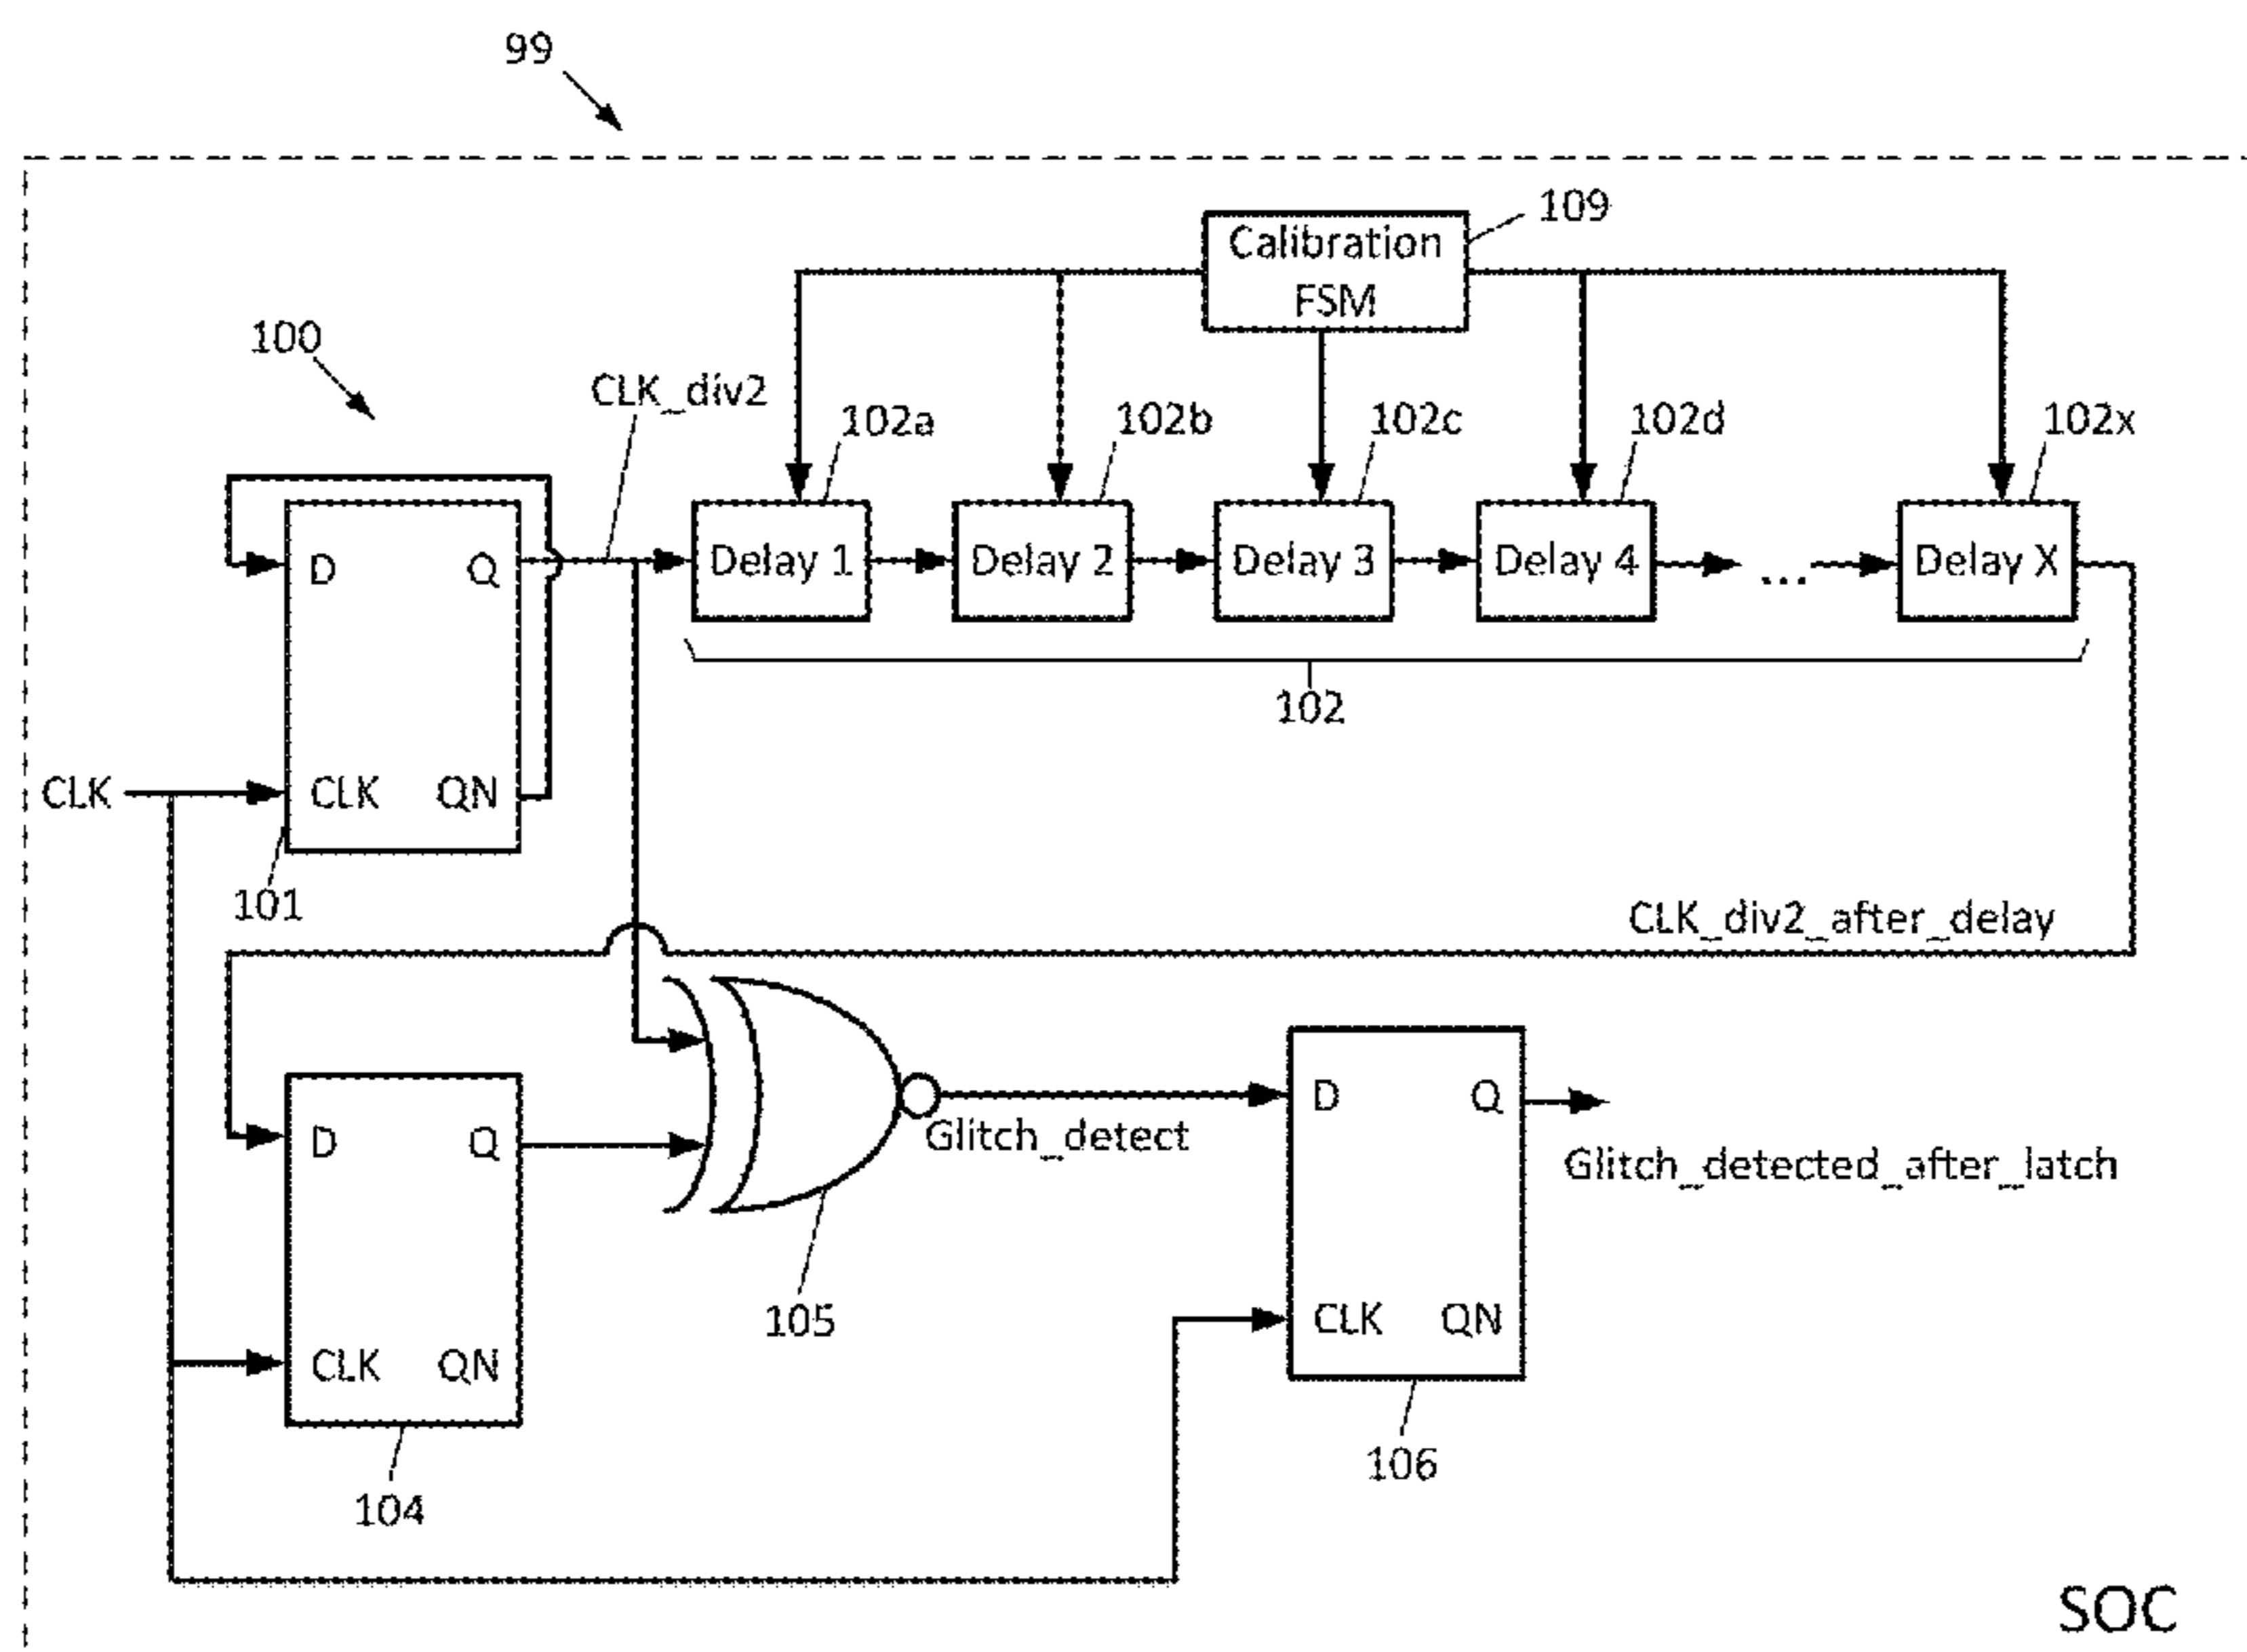 99
109
Calibration
FSM
100
CLK_div2
102a
102b
102c
102d
102x
D
Q
Delay 1
Delay 2
Delay 3
Delay 4
...
Delay X
102
CLK
CLK
QN
101
CLK_div2_after_delay
D
Q
Glitch_detect
D
Q
Glitch_detected_after_latch
105
CLK
QN
CLK
QN
106
104
SOC